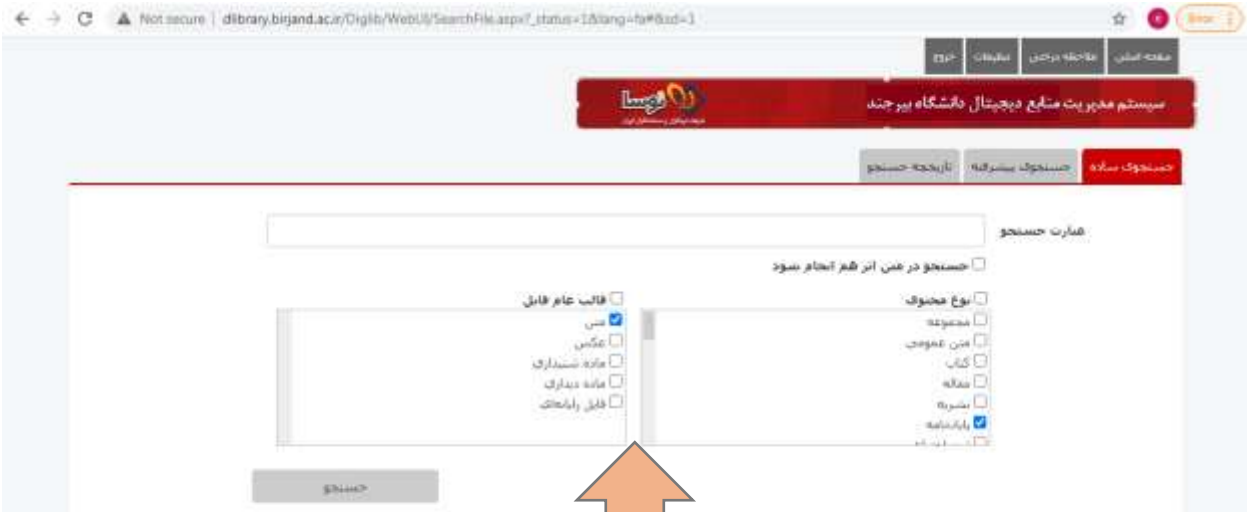 Not secure | dlibrary.birjand.ac.ir/Diglib/WebUI/SearchFile.aspx?_status=1&lang=fa#&sd=1
Error
صفحه اصلی ملاحظه مراحل تنظیمات خروج
سیستم مدیریت منابع دیجیتال دانشگاه بیرجند
نوسا
جستجوی ساده جستجوی پیشرفته تاریخچه جستجو
عبارت جستجو
جستجو در متن اثر هم انجام شود
نوع محتوی قالب عام فایل
مجموعه متن
متن عمومی عکس
کتاب ماده شنیداری
مقاله ماده دیداری
نشریه فایل رایانه‌ای
پایان‌نامه
جستجو